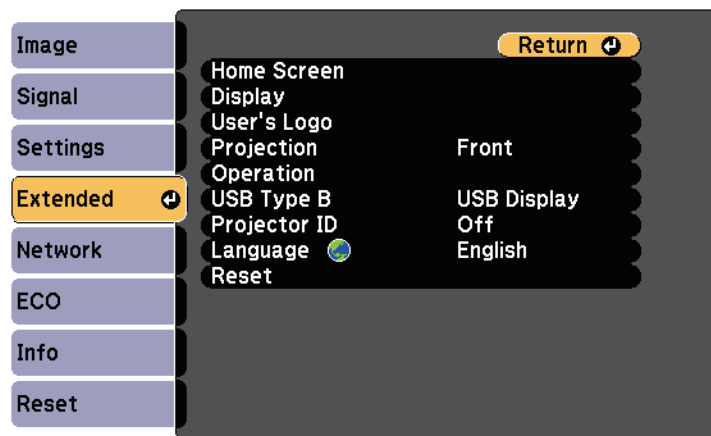 Image
Signal
Settings
Extended
Network
ECO
Info
Reset
Return
Home Screen
Display
User's Logo
Projection Front
Operation
USB Type B USB Display
Projector ID Off
Language English
Reset